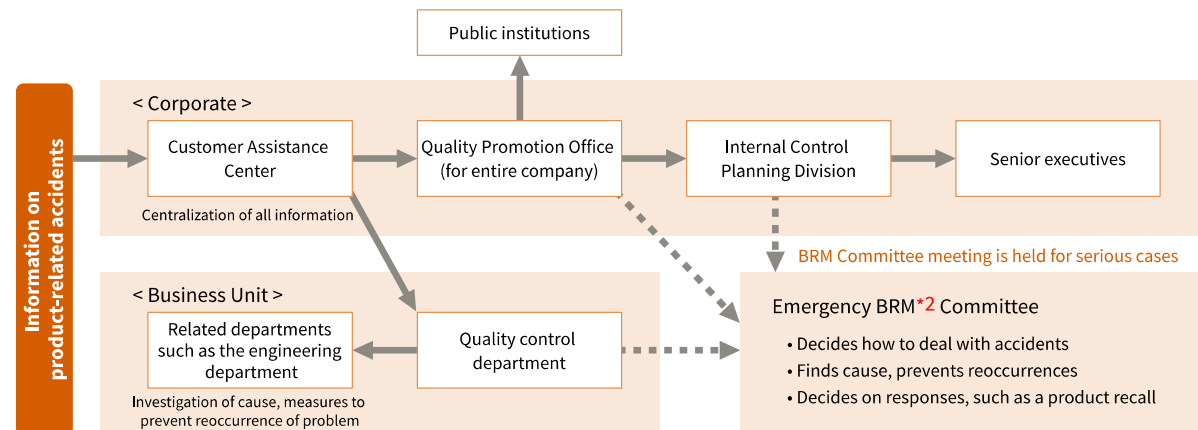 Public institutions
Information on
product-related accidents
< Corporate >
Customer Assistance
Center
Quality Promotion Office
(for entire company)
Internal Control
Planning Division
Senior executives
Centralization of all information
BRM Committee meeting is held for serious cases
< Business Unit >
Related departments
such as the engineering
department
Quality control
department
Investigation of cause, measures to
prevent reoccurrence of problem
Emergency BRM*2 Committee
• Decides how to deal with accidents
• Finds cause, prevents reoccurrences
• Decides on responses, such as a product recall